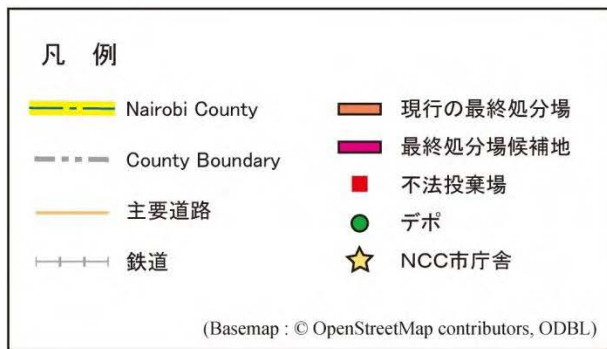 凡 例
Nairobi County
County Boundary
主要道路
鉄道
現行の最終処分場
最終処分場候補地
不法投棄場
デポ
NCC市庁舎
(Basemap : © OpenStreetMap contributors, ODBL)